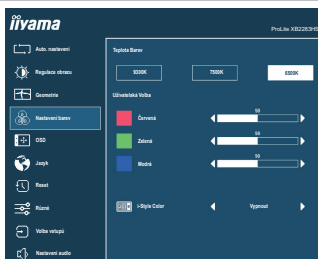 iiyama
ProLite XB2283HS
Auto. nastavení
Teplota Barev
Regulace obrazu
9300K 7500K 6500K
Geometrie
Uživatelská Volba
Nastavení barev
Červená 50
OSD
Zelená 50
Jazyk
Modrá 50
Reset
Různé
i-Style Color Vypnout
Volba vstupů
Nastavení audio